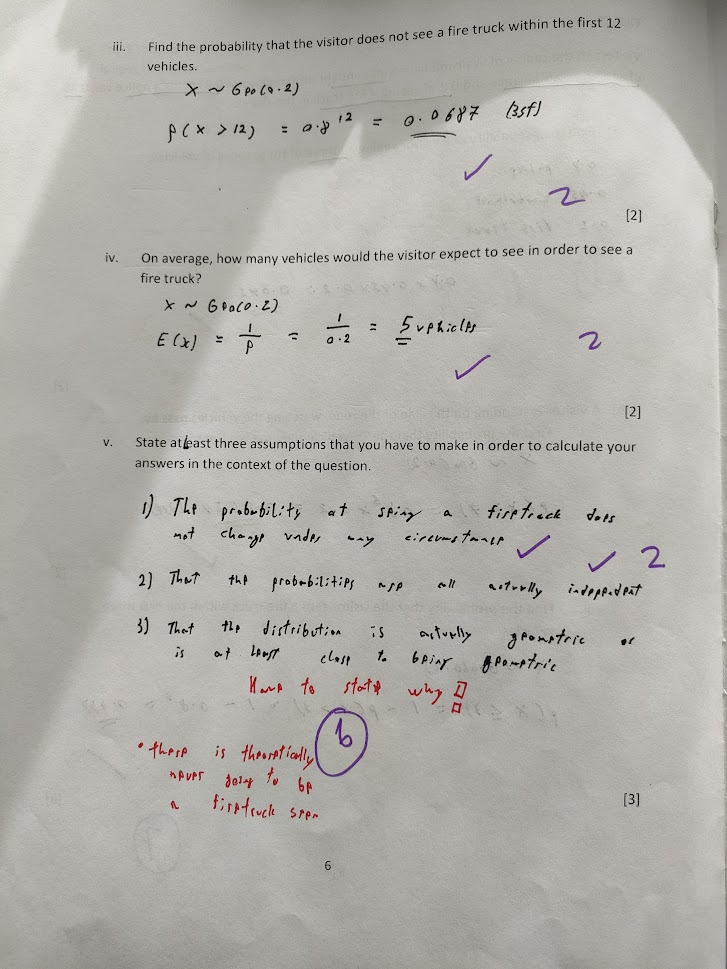 iii. Find the probability that the visitor does not see a fire truck within the first 12
vehicles.
X ~ Geo(0.2)
P(X > 12) = 0.8^12 = 0.0687 (3sf)
2
[2]
iv. On average, how many vehicles would the visitor expect to see in order to see a
fire truck?
X ~ Geo(0.2)
E(X) = 1/p = 1/0.2 = 5 vehicles
2
[2]
v. State at least three assumptions that you have to make in order to calculate your
answers in the context of the question.
1) The probability at seing a firetruck does
not change under any circumstance
2
2) That the probabilities are all actually independent
3) That the distribution is actually geometric or
is at least close to being geometric
Have to state why
6
• there is theoretically
never going to be
a firetruck seen
[3]
6